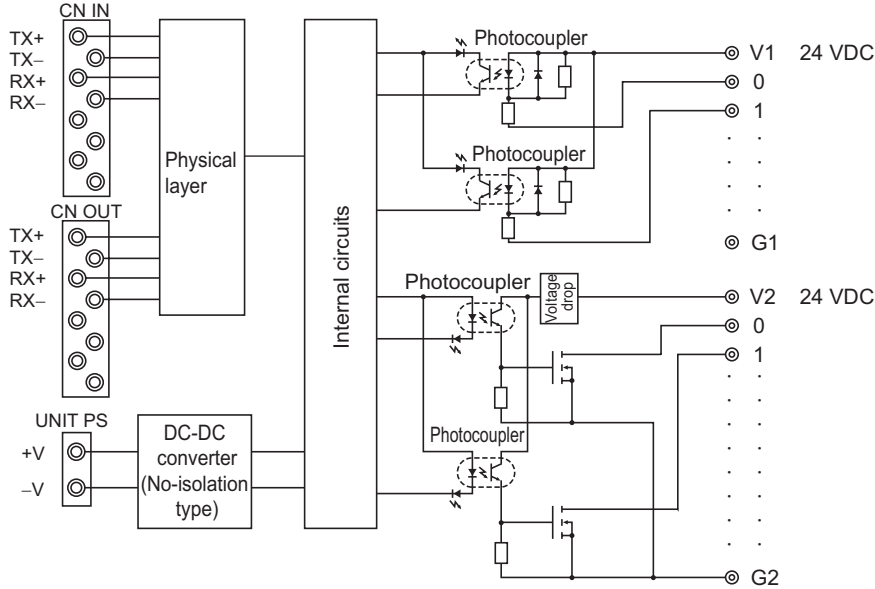 CN IN
TX+
TX−
RX+
RX−
CN OUT
TX+
TX−
RX+
RX−
UNIT PS
+V
−V
Physical
layer
DC-DC
converter
(No-isolation
type)
Internal circuits
Photocoupler
V1 24 VDC
0
1
Photocoupler
G1
Photocoupler
Voltage
drop
V2 24 VDC
0
1
Photocoupler
G2